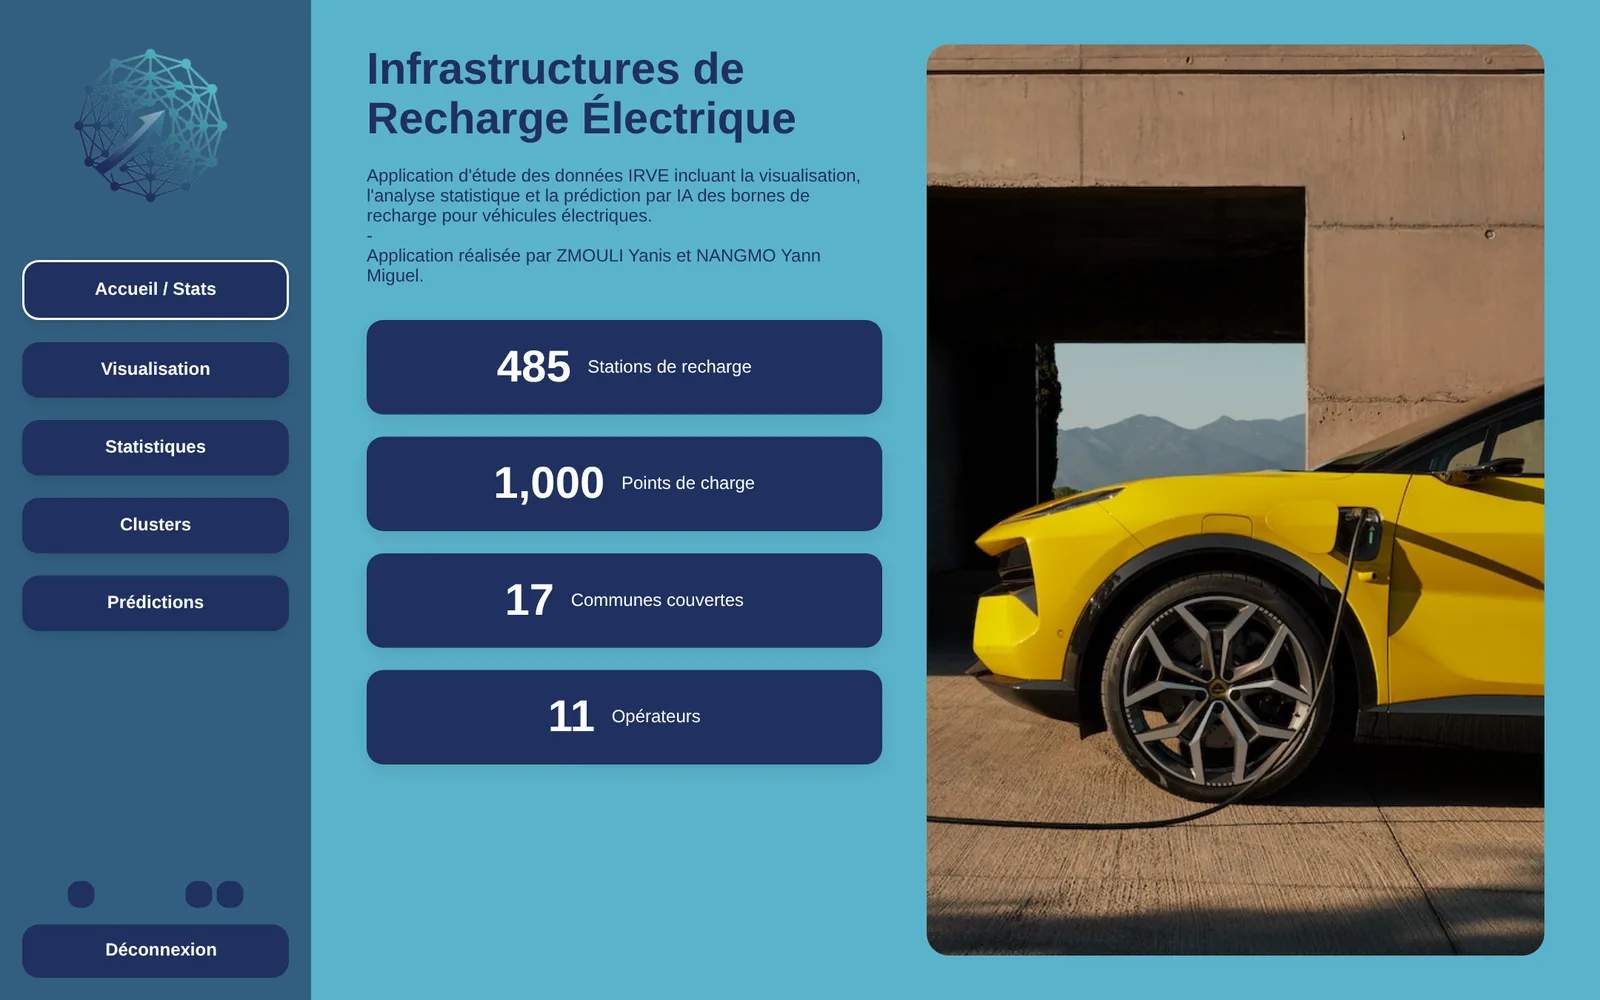 Accueil / Stats
Visualisation
Statistiques
Clusters
Prédictions
Déconnexion
Infrastructures de
Recharge Électrique
Application d'étude des données IRVE incluant la visualisation,
l'analyse statistique et la prédiction par IA des bornes de
recharge pour véhicules électriques.
-
Application réalisée par ZMOULI Yanis et NANGMO Yann
Miguel.
485 Stations de recharge
1,000 Points de charge
17 Communes couvertes
11 Opérateurs